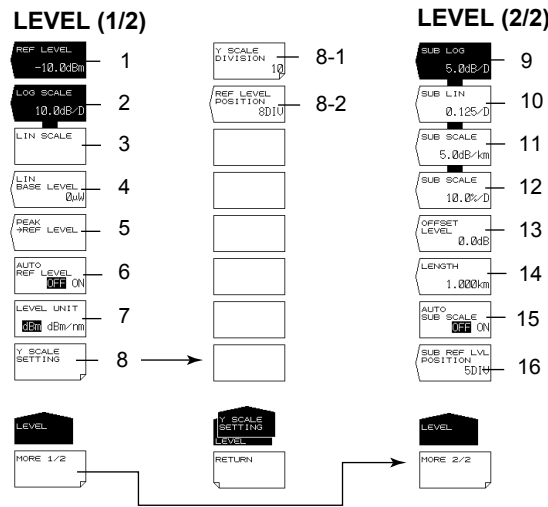 LEVEL (1/2)
REF LEVEL
-10.0dBm
1
LOG SCALE
10.0dB/D
2
LIN SCALE
3
LIN
BASE LEVEL
0µW
4
PEAK
→REF LEVEL
5
AUTO
REF LEVEL
OFF ON
6
LEVEL UNIT
dBm dBm/nm
7
Y SCALE
SETTING
8
LEVEL
MORE 1/2
Y SCALE
DIVISION
10
8-1
REF LEVEL
POSITION
8DIV
8-2
Y SCALE
SETTING
LEVEL
RETURN
LEVEL (2/2)
SUB LOG
5.0dB/D
9
SUB LIN
0.125/D
10
SUB SCALE
5.0dB/km
11
SUB SCALE
10.0%/D
12
OFFSET
LEVEL
0.0dB
13
LENGTH
1.000km
14
AUTO
SUB SCALE
OFF ON
15
SUB REF LVL
POSITION
5DIV
16
LEVEL
MORE 2/2